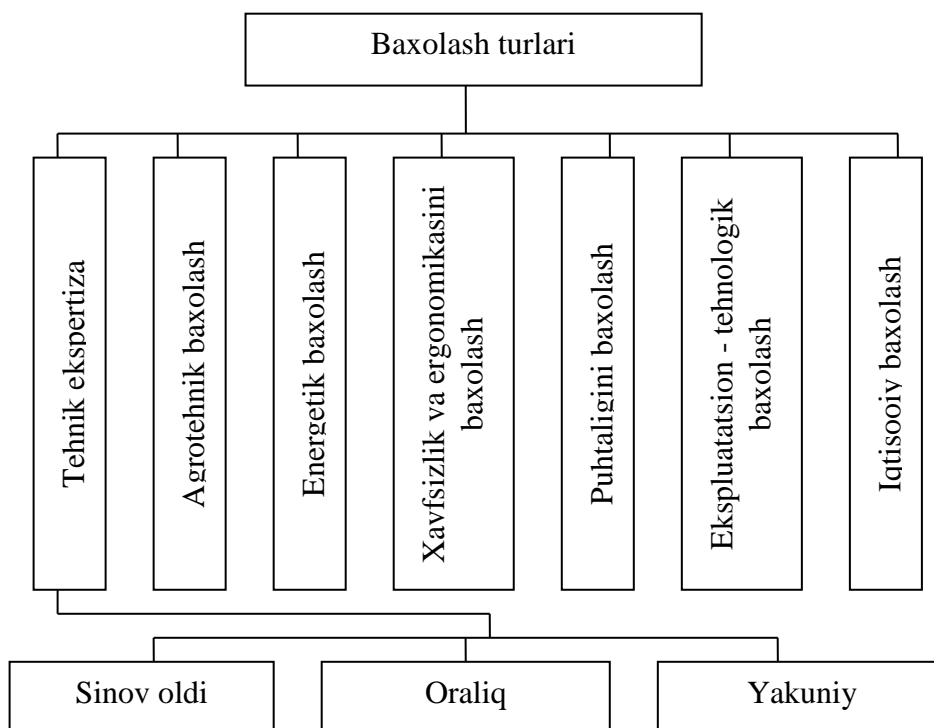 Baxolash turlari
Tehnik ekspertiza
Agrotehnik baxolash
Energetik baxolash
Xavfsizlik va ergonomikasini
baxolash
Puhtaligini baxolash
Ekspluatatsion - tehnologik
baxolash
Iqtisooiy baxolash
Sinov oldi
Oraliq
Yakuniy